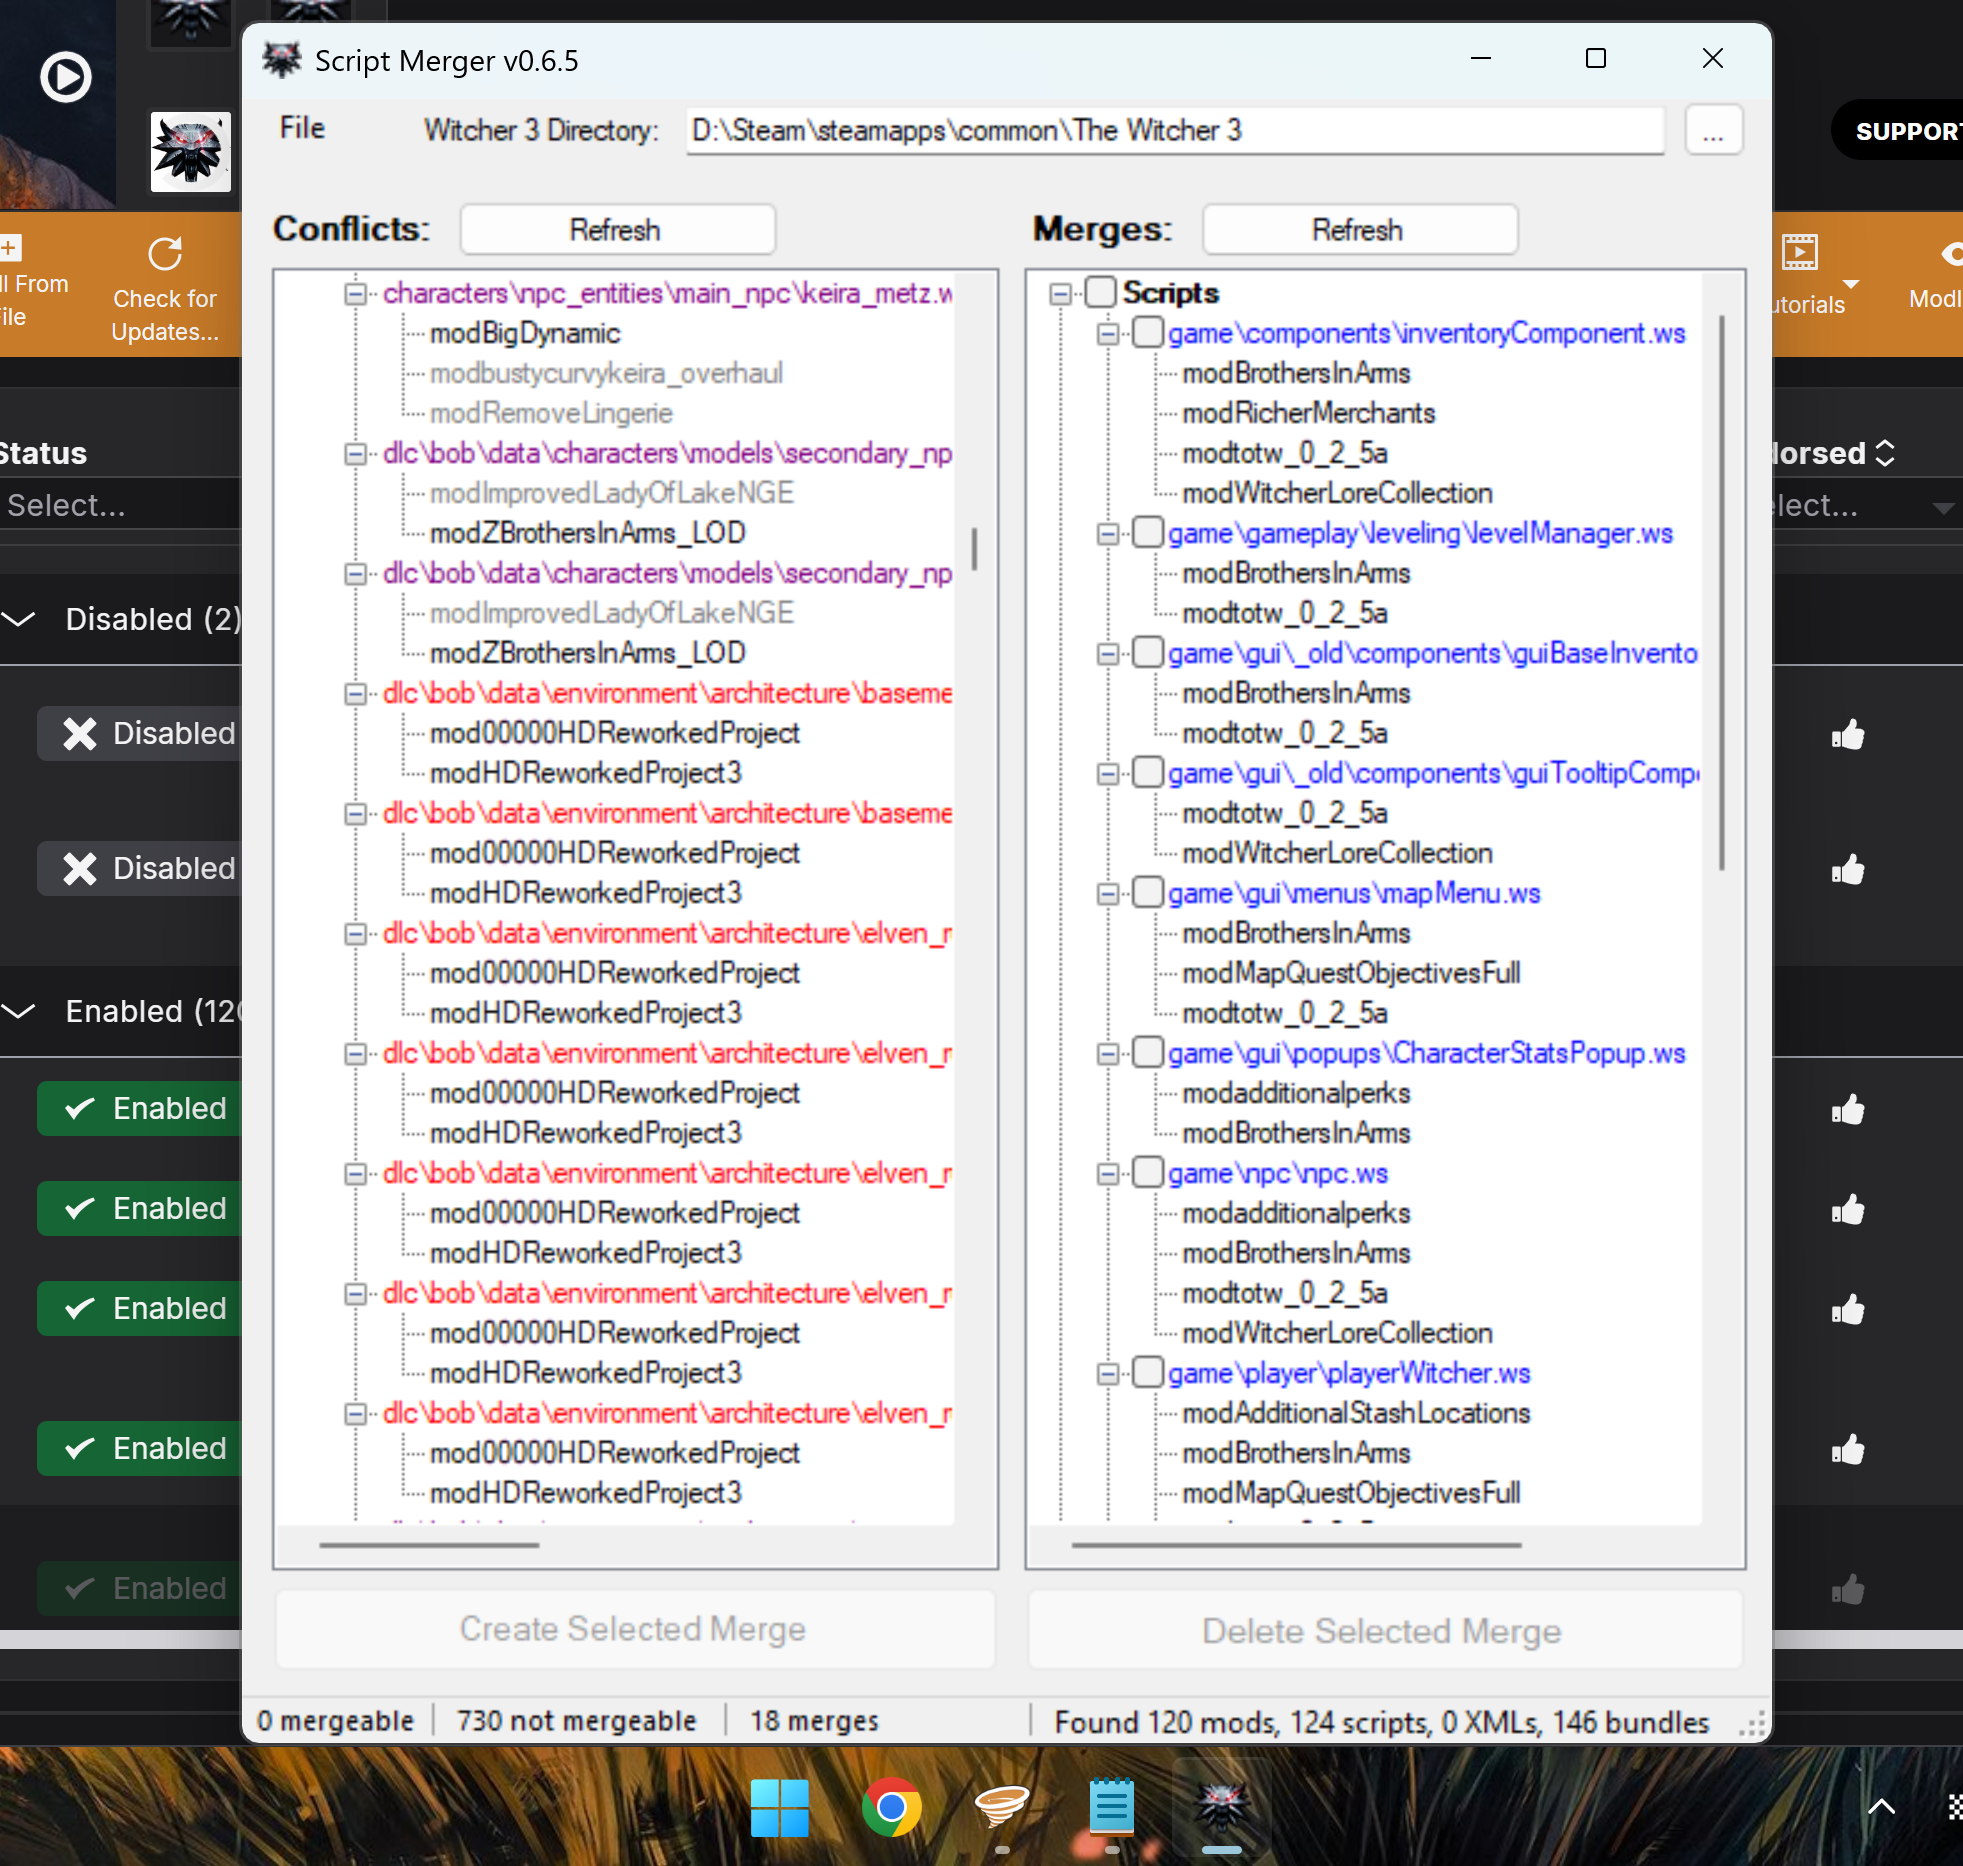 Script Merger v0.6.5
File
Witcher 3 Directory:
D:\Steam\steamapps\common\The Witcher 3
...
SUPPORT
Conflicts:
Refresh
Merges:
Refresh
ll From
File
Check for
Updates...
utorials
ModL
Status
Select...
dorsed
elect...
Disabled (2)
Disabled
Disabled
Enabled (120
Enabled
Enabled
Enabled
Enabled
Enabled
characters\npc_entities\main_npc\keira_metz.w
modBigDynamic
modbustycurvykeira_overhaul
modRemoveLingerie
dlc\bob\data\characters\models\secondary_np
modImprovedLadyOfLakeNGE
modZBrothersInArms_LOD
dlc\bob\data\characters\models\secondary_np
modImprovedLadyOfLakeNGE
modZBrothersInArms_LOD
dlc\bob\data\environment\architecture\baseme
mod00000HDReworkedProject
modHDReworkedProject3
dlc\bob\data\environment\architecture\baseme
mod00000HDReworkedProject
modHDReworkedProject3
dlc\bob\data\environment\architecture\elven_r
mod00000HDReworkedProject
modHDReworkedProject3
dlc\bob\data\environment\architecture\elven_r
mod00000HDReworkedProject
modHDReworkedProject3
dlc\bob\data\environment\architecture\elven_r
mod00000HDReworkedProject
modHDReworkedProject3
dlc\bob\data\environment\architecture\elven_r
mod00000HDReworkedProject
modHDReworkedProject3
dlc\bob\data\environment\architecture\elven_r
mod00000HDReworkedProject
modHDReworkedProject3
Scripts
game\components\inventoryComponent.ws
modBrothersInArms
modRicherMerchants
modtotw_0_2_5a
modWitcherLoreCollection
game\gameplay\leveling\levelManager.ws
modBrothersInArms
modtotw_0_2_5a
game\gui\_old\components\guiBaseInvento
modBrothersInArms
modtotw_0_2_5a
game\gui\_old\components\guiTooltipCompo
modtotw_0_2_5a
modWitcherLoreCollection
game\gui\menus\mapMenu.ws
modBrothersInArms
modMapQuestObjectivesFull
modtotw_0_2_5a
game\gui\popups\CharacterStatsPopup.ws
modadditionalperks
modBrothersInArms
game\npc\npc.ws
modadditionalperks
modBrothersInArms
modtotw_0_2_5a
modWitcherLoreCollection
game\player\playerWitcher.ws
modAdditionalStashLocations
modBrothersInArms
modMapQuestObjectivesFull
Create Selected Merge
Delete Selected Merge
0 mergeable
730 not mergeable
18 merges
Found 120 mods, 124 scripts, 0 XMLs, 146 bundles